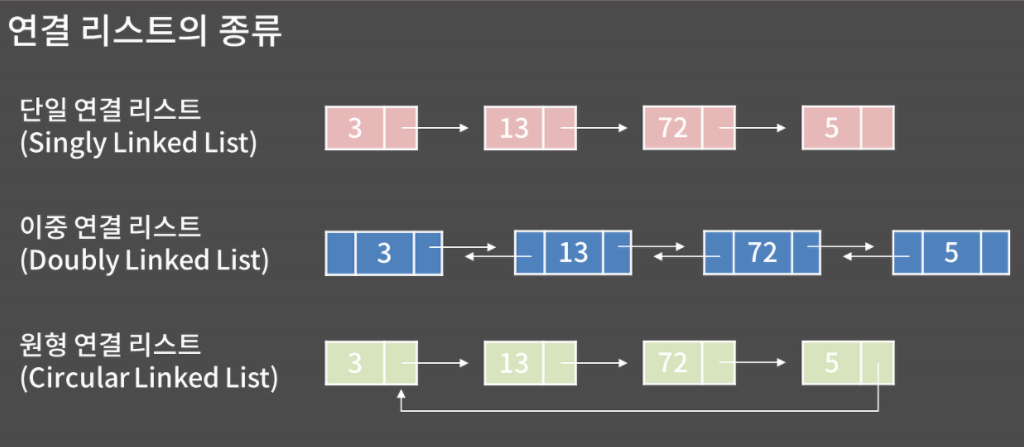 연결 리스트의 종류
단일 연결 리스트
(Singly Linked List)
3 13 72 5
이중 연결 리스트
(Doubly Linked List)
3 13 72 5
원형 연결 리스트
(Circular Linked List)
3 13 72 5